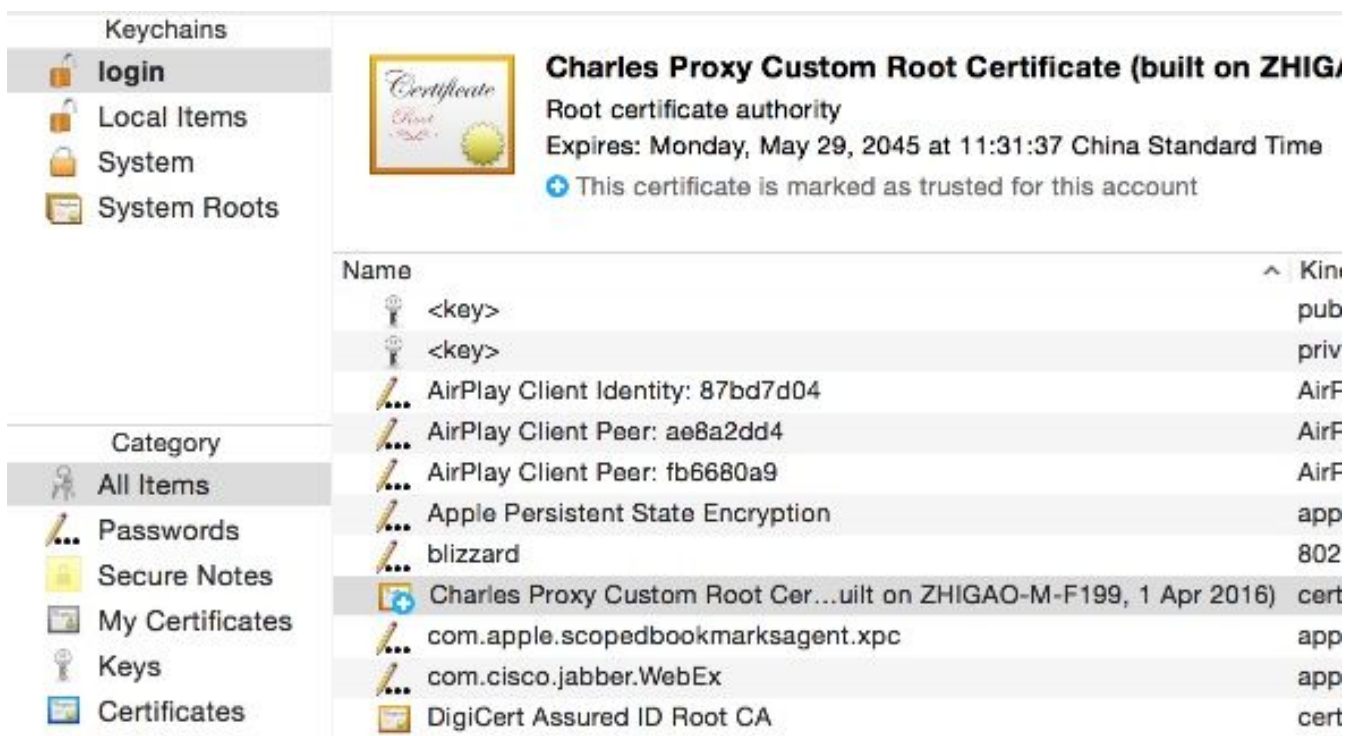 Keychains
login
Local Items
System
System Roots
Category
All Items
Passwords
Secure Notes
My Certificates
Keys
Certificates
Certificate
Root
Charles Proxy Custom Root Certificate (built on ZHIGA
Root certificate authority
Expires: Monday, May 29, 2045 at 11:31:37 China Standard Time
This certificate is marked as trusted for this account
Name Kin
<key> pub
<key> priv
AirPlay Client Identity: 87bd7d04 AirP
AirPlay Client Peer: ae8a2dd4 AirP
AirPlay Client Peer: fb6680a9 AirP
Apple Persistent State Encryption app
blizzard 802
Charles Proxy Custom Root Cer...uilt on ZHIGAO-M-F199, 1 Apr 2016) cert
com.apple.scopedbookmarksagent.xpc app
com.cisco.jabber.WebEx app
DigiCert Assured ID Root CA cert